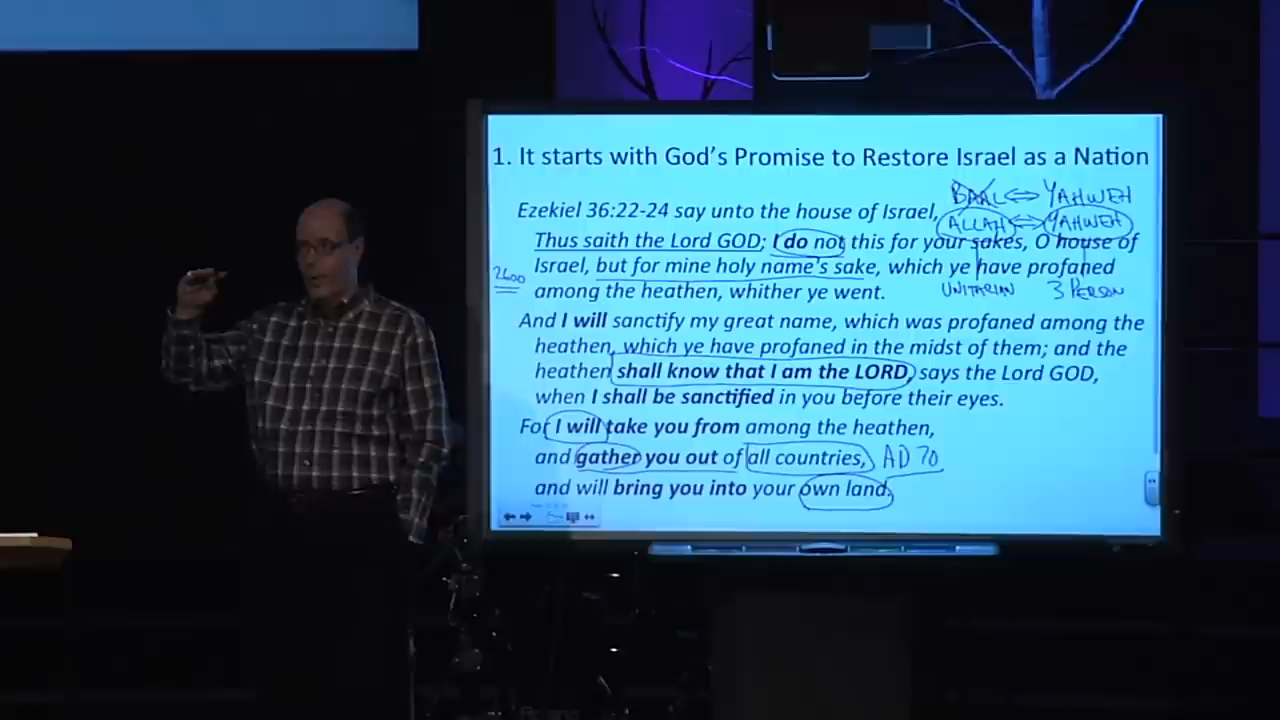 1. It starts with God's Promise to Restore Israel as a Nation
BAAL ⇔ YAHWEH
Ezekiel 36:22-24 say unto the house of Israel,
ALLAH ⇔ YAHWEH
Thus saith the Lord GOD; I do not this for your sakes, O house of
Israel, but for mine holy name's sake, which ye have profaned
2600
among the heathen, whither ye went.
UNITARIAN 3 PERSON
And I will sanctify my great name, which was profaned among the
heathen, which ye have profaned in the midst of them; and the
heathen shall know that I am the LORD, says the Lord GOD,
when I shall be sanctified in you before their eyes.
For I will take you from among the heathen,
and gather you out of all countries, AD 70
and will bring you into your own land.